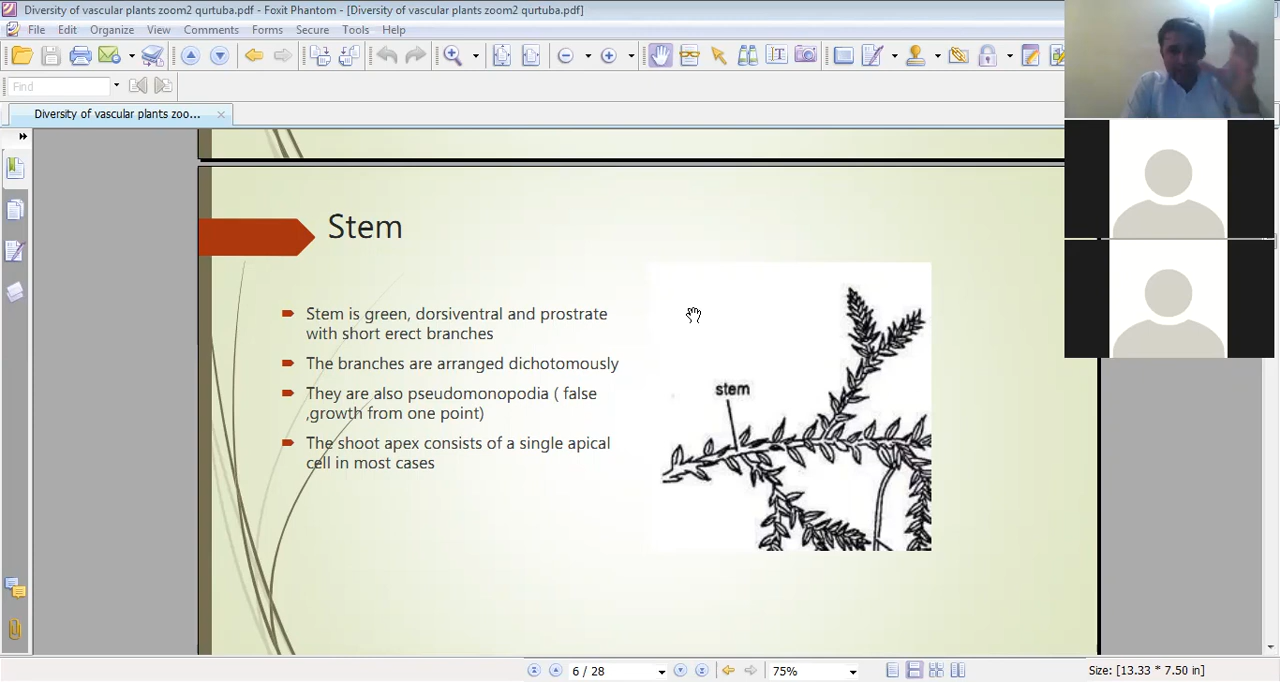 Diversity of vascular plants zoom2 qurtuba.pdf - Foxit Phantom - [Diversity of vascular plants zoom2 qurtuba.pdf]
File Edit Organize View Comments Forms Secure Tools Help
Find
Diversity of vascular plants zoo...
Stem
Stem is green, dorsiventral and prostrate
with short erect branches
The branches are arranged dichotomously
They are also pseudomonopodia ( false
,growth from one point)
The shoot apex consists of a single apical
cell in most cases
stem
6 / 28
75%
Size: [13.33 * 7.50 in]